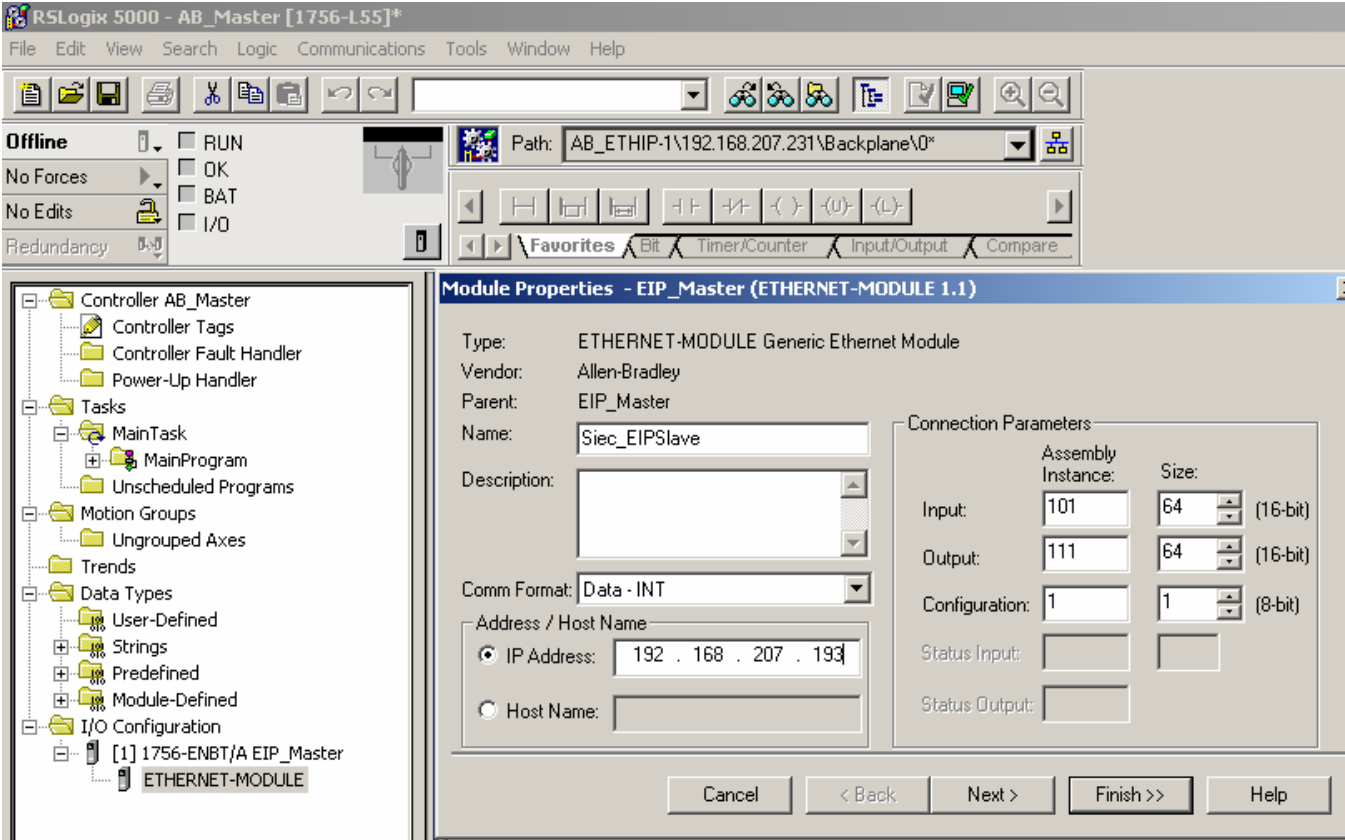 RSLogix 5000 - AB_Master [1756-L55]*
File Edit View Search Logic Communications Tools Window Help
Offline
RUN
No Forces
OK
No Edits
BAT
Redundancy
I/O
Path: AB_ETHIP-1\192.168.207.231\Backplane\0*
Favorites Bit Timer/Counter Input/Output Compare
Controller AB_Master
Controller Tags
Controller Fault Handler
Power-Up Handler
Tasks
MainTask
MainProgram
Unscheduled Programs
Motion Groups
Ungrouped Axes
Trends
Data Types
User-Defined
Strings
Predefined
Module-Defined
I/O Configuration
[1] 1756-ENBT/A EIP_Master
ETHERNET-MODULE
Module Properties - EIP_Master (ETHERNET-MODULE 1.1)
Type: ETHERNET-MODULE Generic Ethernet Module
Vendor: Allen-Bradley
Parent: EIP_Master
Name: Siec_EIPSlave
Description:
Comm Format: Data - INT
Address / Host Name
IP Address: 192 . 168 . 207 . 193
Host Name:
Connection Parameters
Assembly
Instance: Size:
Input: 101 64 (16-bit)
Output: 111 64 (16-bit)
Configuration: 1 1 (8-bit)
Status Input:
Status Output:
Cancel < Back Next > Finish >> Help